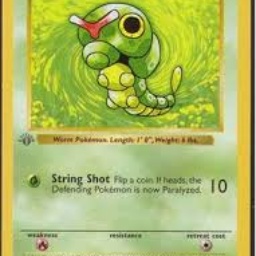 Worm Pokémon. Length: 1' 0", Weight: 6 lbs.
String Shot Flip a coin. If heads, the
Defending Pokémon is now Paralyzed. 10
weakness resistance retreat cost